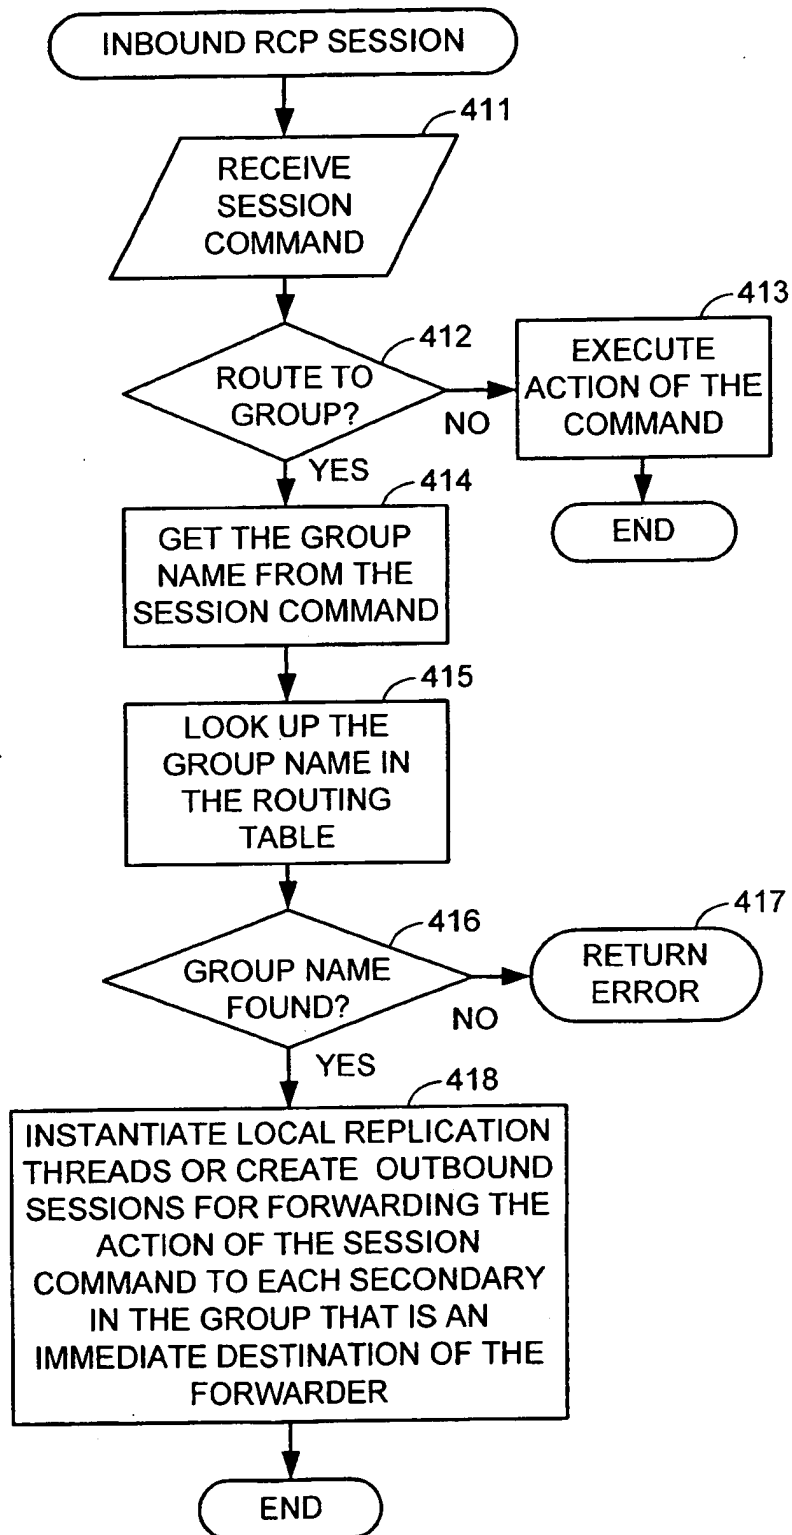 INBOUND RCP SESSION
411
RECEIVE
SESSION
COMMAND
412
ROUTE TO
GROUP?
NO
YES
413
EXECUTE
ACTION OF THE
COMMAND
END
414
GET THE GROUP
NAME FROM THE
SESSION COMMAND
415
LOOK UP THE
GROUP NAME IN
THE ROUTING
TABLE
416
GROUP NAME
FOUND?
NO
YES
417
RETURN
ERROR
418
INSTANTIATE LOCAL REPLICATION
THREADS OR CREATE OUTBOUND
SESSIONS FOR FORWARDING THE
ACTION OF THE SESSION
COMMAND TO EACH SECONDARY
IN THE GROUP THAT IS AN
IMMEDIATE DESTINATION OF THE
FORWARDER
END